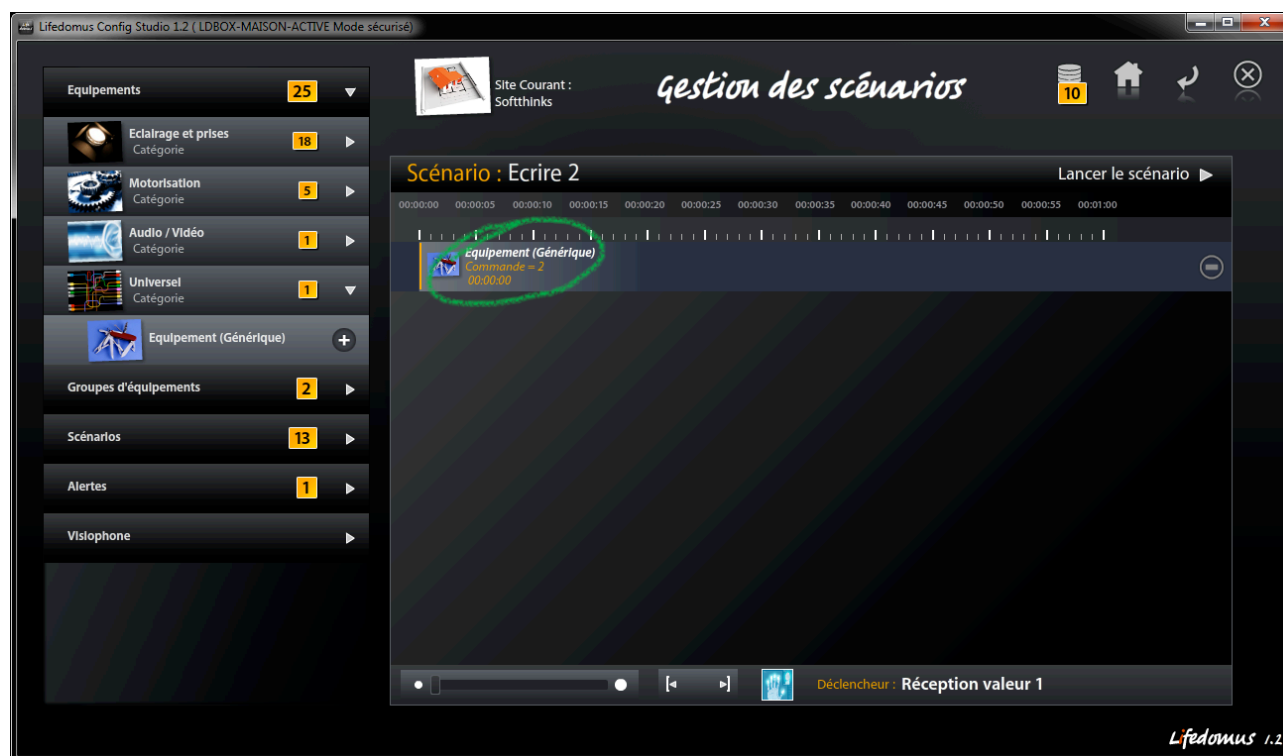 Lifedomus Config Studio 1.2 ( LDBOX-MAISON-ACTIVE Mode sécurisé)
Equipements 25
Eclairage et prises
Catégorie
18
Motorisation
Catégorie
5
Audio / Vidéo
Catégorie
1
Universel
Catégorie
1
Equipement (Générique)
Groupes d'équipements 2
Scénarios 13
Alertes 1
Visiophone
Site Courant :
Softthinks
Gestion des scénarios
10
Scénario : Ecrire 2
Lancer le scénario
00:00:00 00:00:05 00:00:10 00:00:15 00:00:20 00:00:25 00:00:30 00:00:35 00:00:40 00:00:45 00:00:50 00:00:55 00:01:00
Equipement (Générique)
Commande = 2
00:00:00
Déclencheur : Réception valeur 1
Lifedomus 1.2